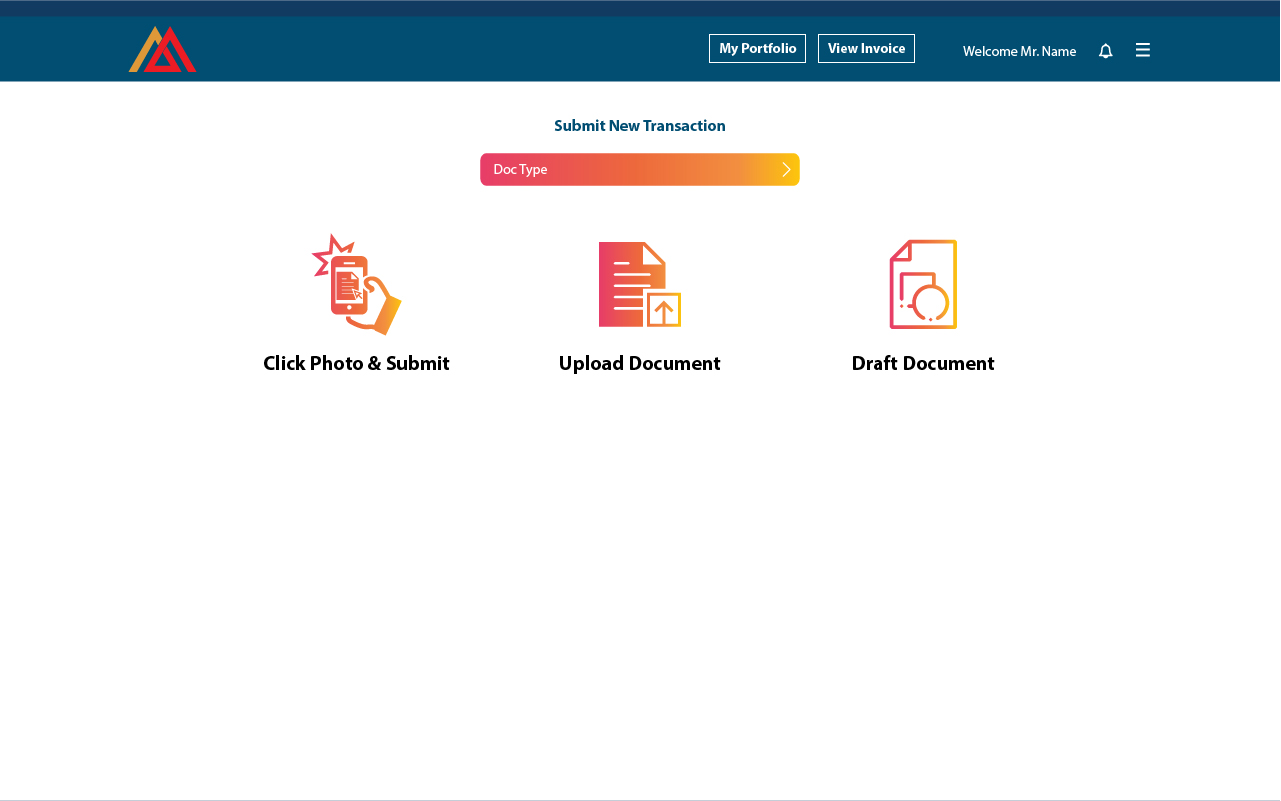 My Portfolio
View Invoice
Welcome Mr. Name
Submit New Transaction
Doc Type
Click Photo & Submit
Upload Document
Draft Document